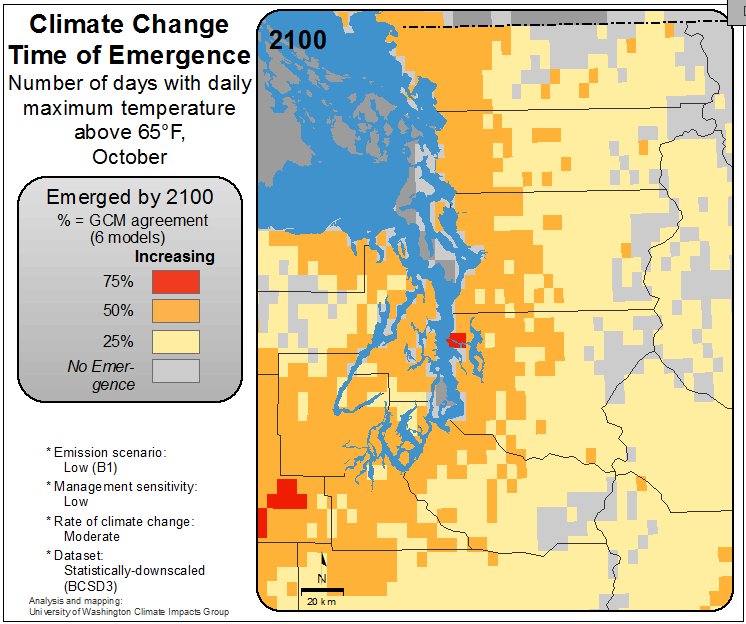 Climate Change
Time of Emergence
Number of days with daily
maximum temperature
above 65°F,
October
Emerged by 2100
% = GCM agreement
(6 models)
Increasing
75%
50%
25%
No Emer-
gence
* Emission scenario:
Low (B1)
* Management sensitivity:
Low
* Rate of climate change:
Moderate
* Dataset:
Statistically-downscaled
(BCSD3)
Analysis and mapping:
University of Washington Climate Impacts Group
2100
N
20 km